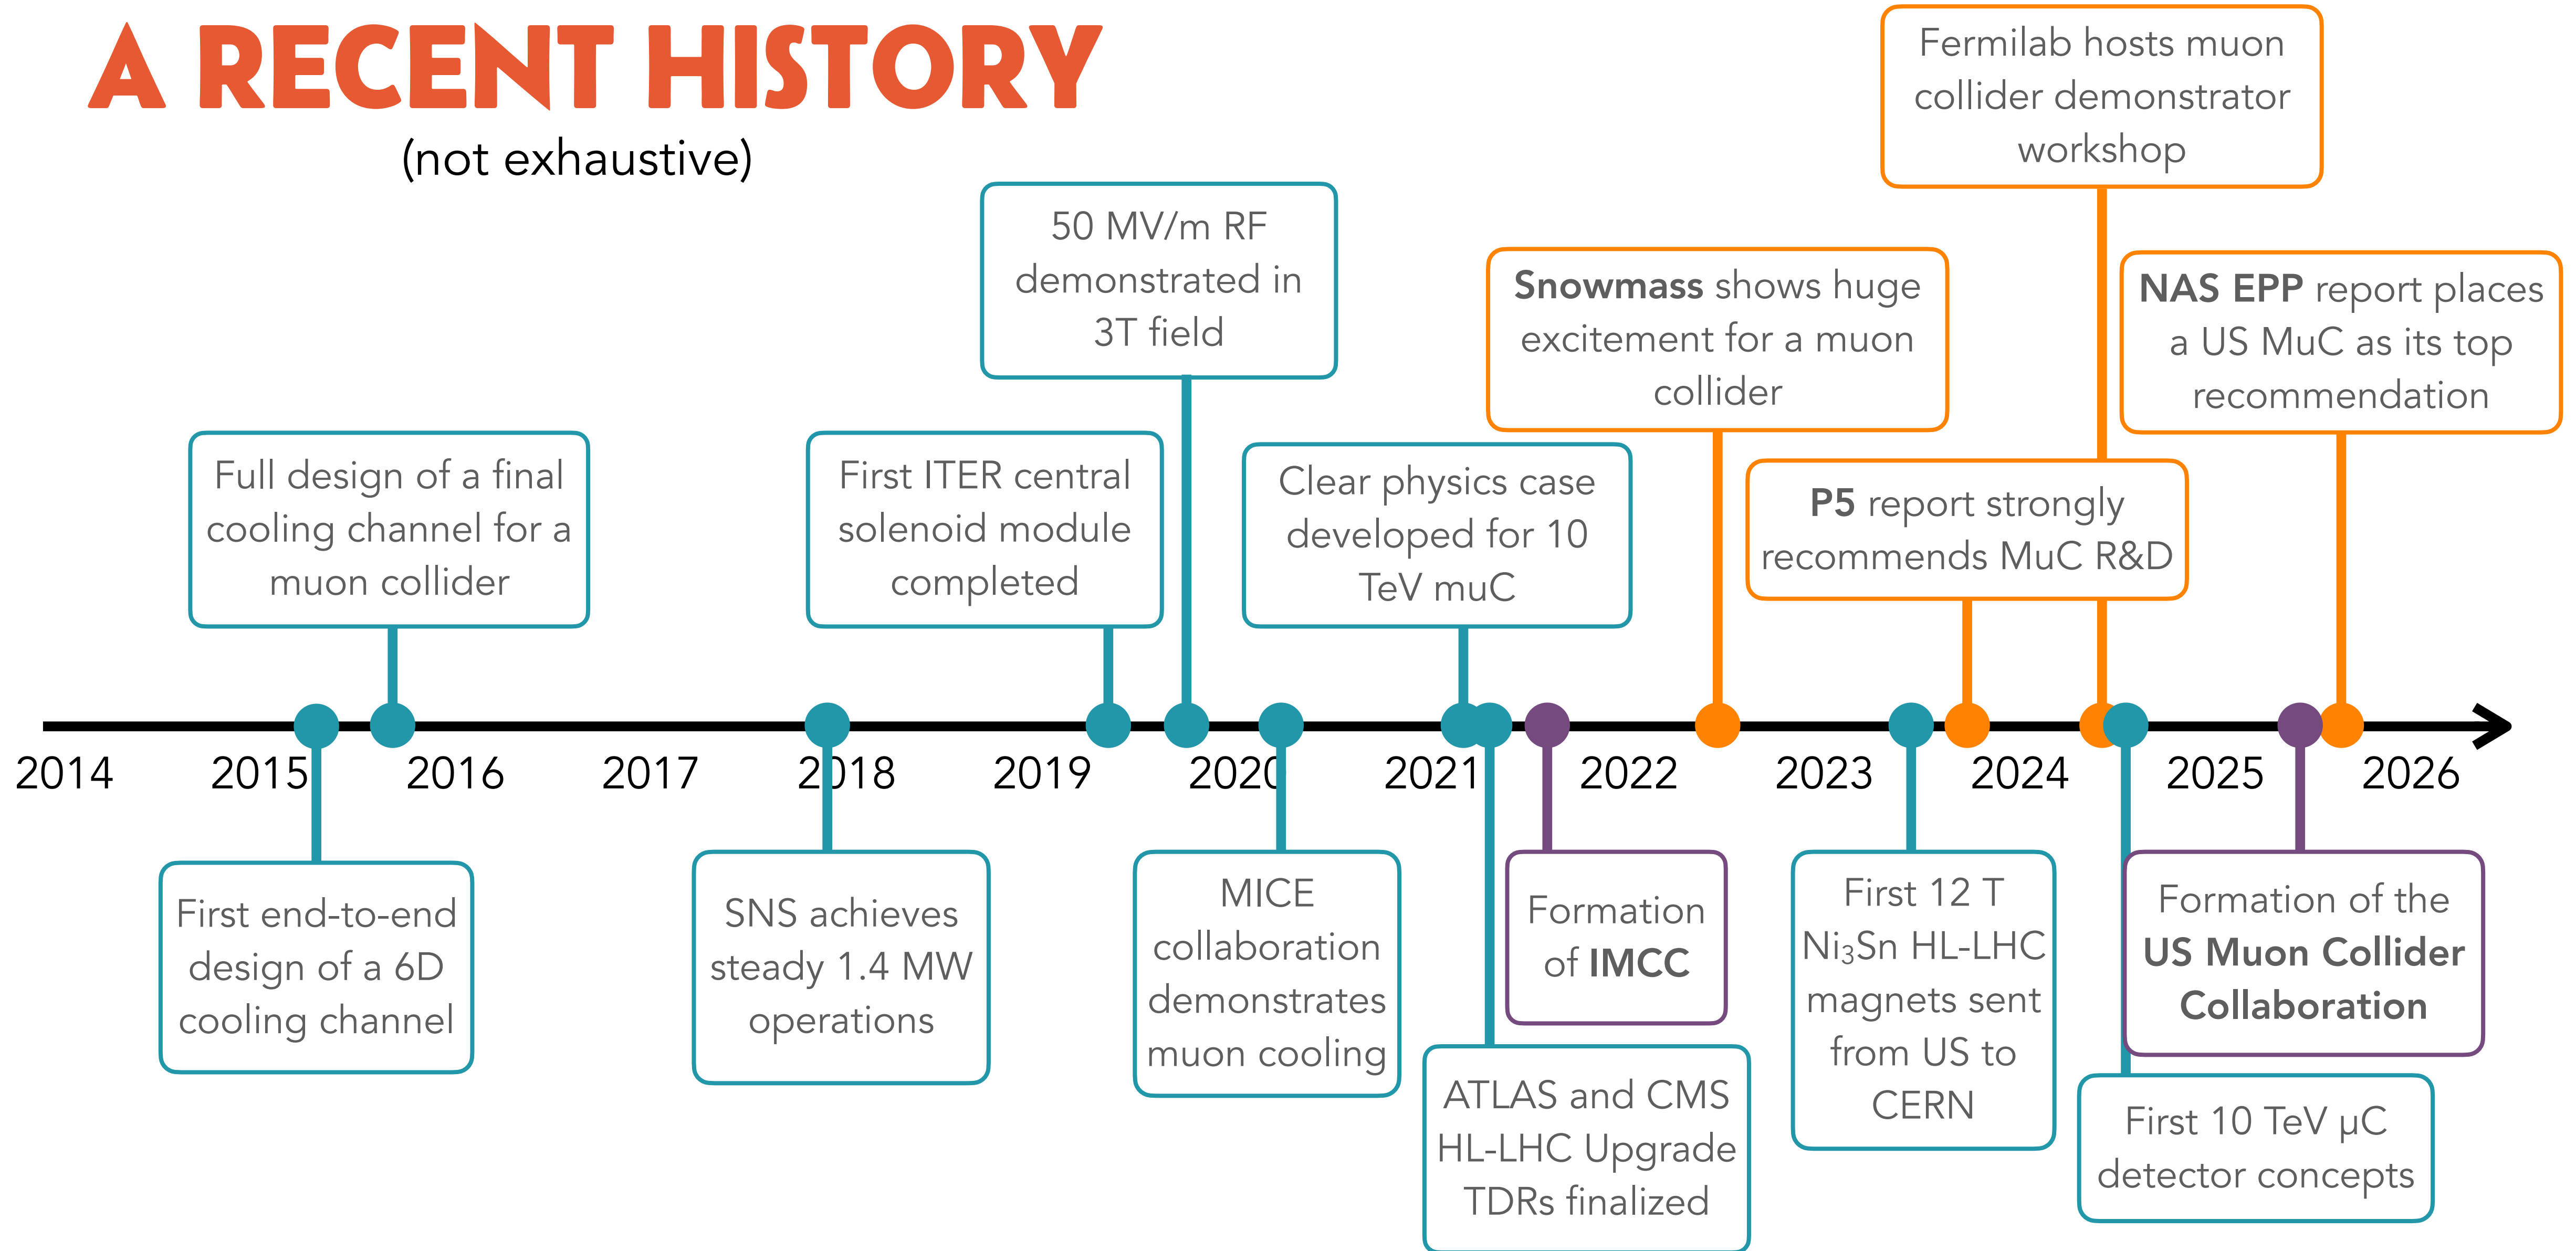 A RECENT HISTORY
(not exhaustive)
Fermilab hosts muon
collider demonstrator
workshop
50 MV/m RF
demonstrated in
3T field
Snowmass shows huge
excitement for a muon
collider
NAS EPP report places
a US MuC as its top
recommendation
Full design of a final
cooling channel for a
muon collider
First ITER central
solenoid module
completed
Clear physics case
developed for 10
TeV muC
P5 report strongly
recommends MuC R&D
2014 2015 2016 2017 2018 2019 2020 2021 2022 2023 2024 2025 2026
First end-to-end
design of a 6D
cooling channel
SNS achieves
steady 1.4 MW
operations
MICE
collaboration
demonstrates
muon cooling
Formation
of IMCC
ATLAS and CMS
HL-LHC Upgrade
TDRs finalized
First 12 T
Ni₃Sn HL-LHC
magnets sent
from US to
CERN
Formation of the
US Muon Collider
Collaboration
First 10 TeV µC
detector concepts